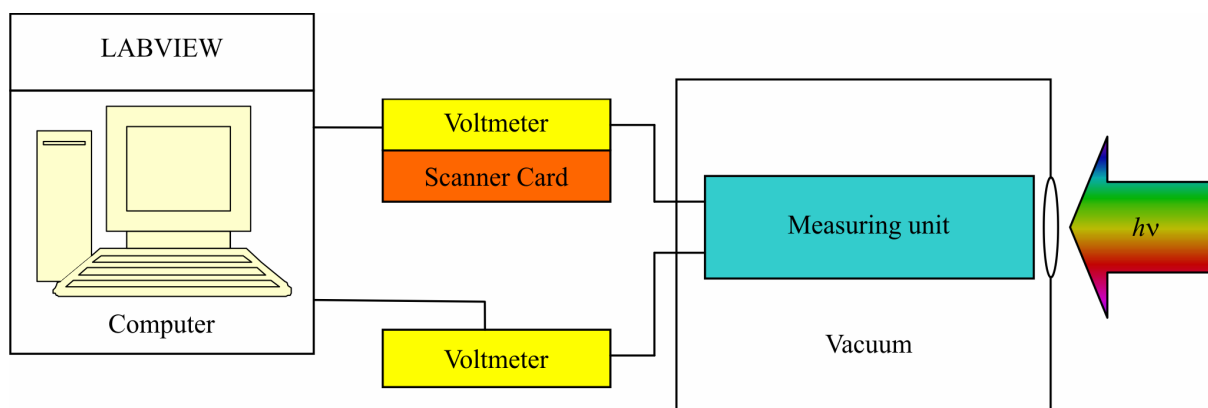 LABVIEW
Computer
Voltmeter
Scanner Card
Voltmeter
Measuring unit
Vacuum
hν